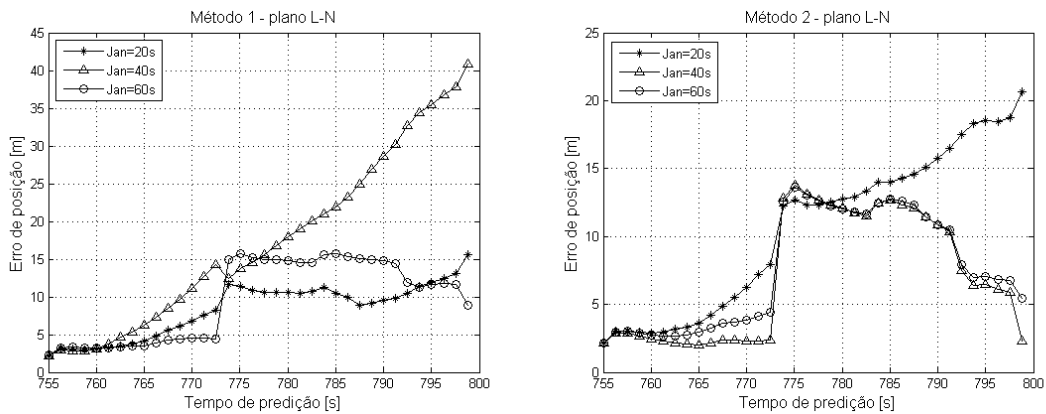 Método 1 - plano L-N
45
40
35
30
25
20
15
10
5
0
Erro de posição [m]
Jan=20s
Jan=40s
Jan=60s
755 760 765 770 775 780 785 790 795 800
Tempo de predição [s]
Método 2 - plano L-N
25
20
15
10
5
0
Erro de posição [m]
Jan=20s
Jan=40s
Jan=60s
755 760 765 770 775 780 785 790 795 800
Tempo de predição [s]